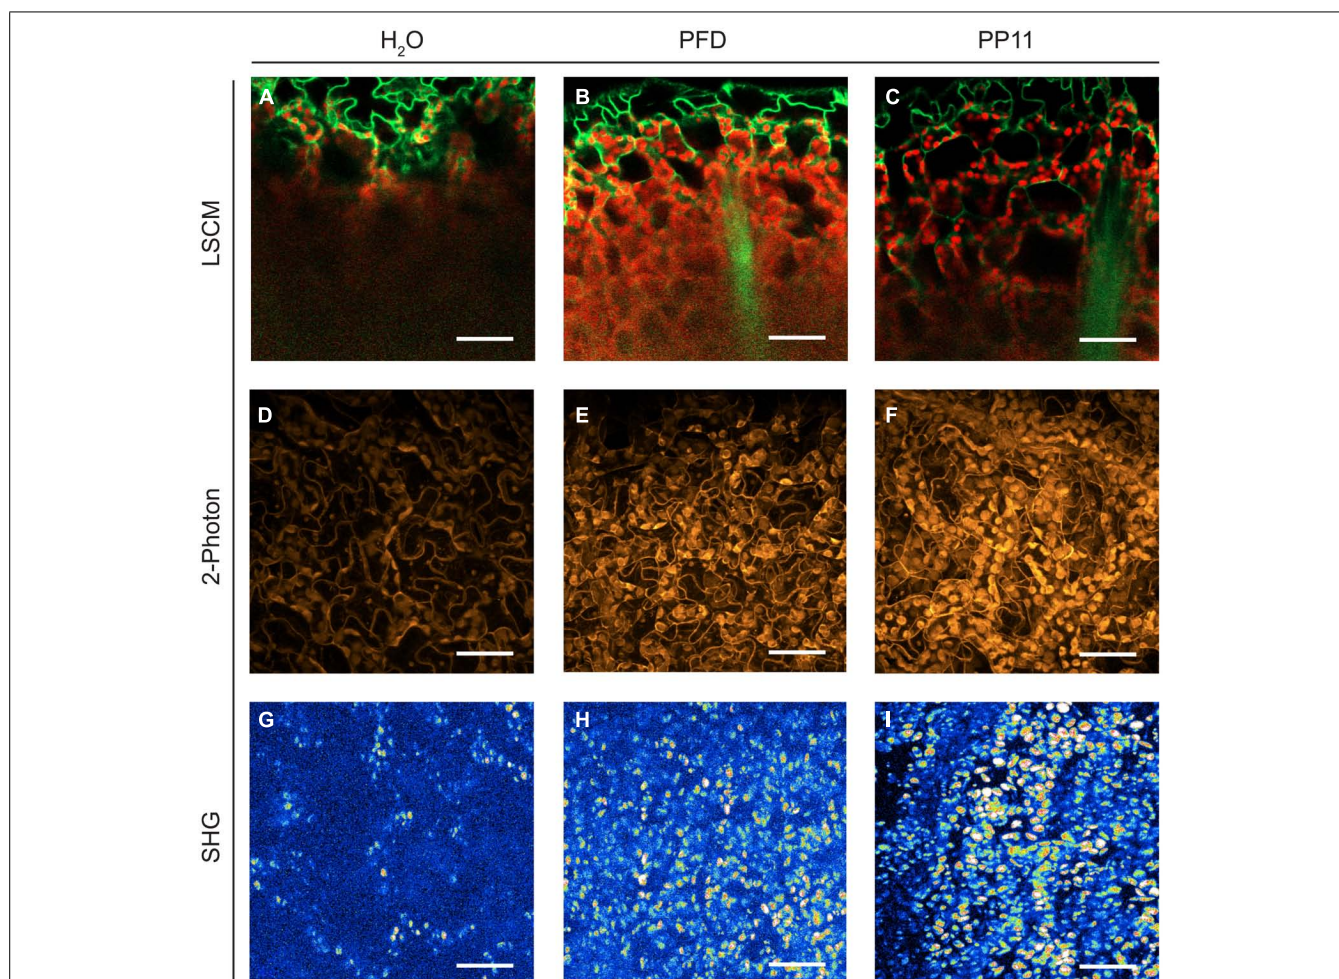 H₂O PFD PP11
LSCM
A B C
2-Photon
D E F
SHG
G H I